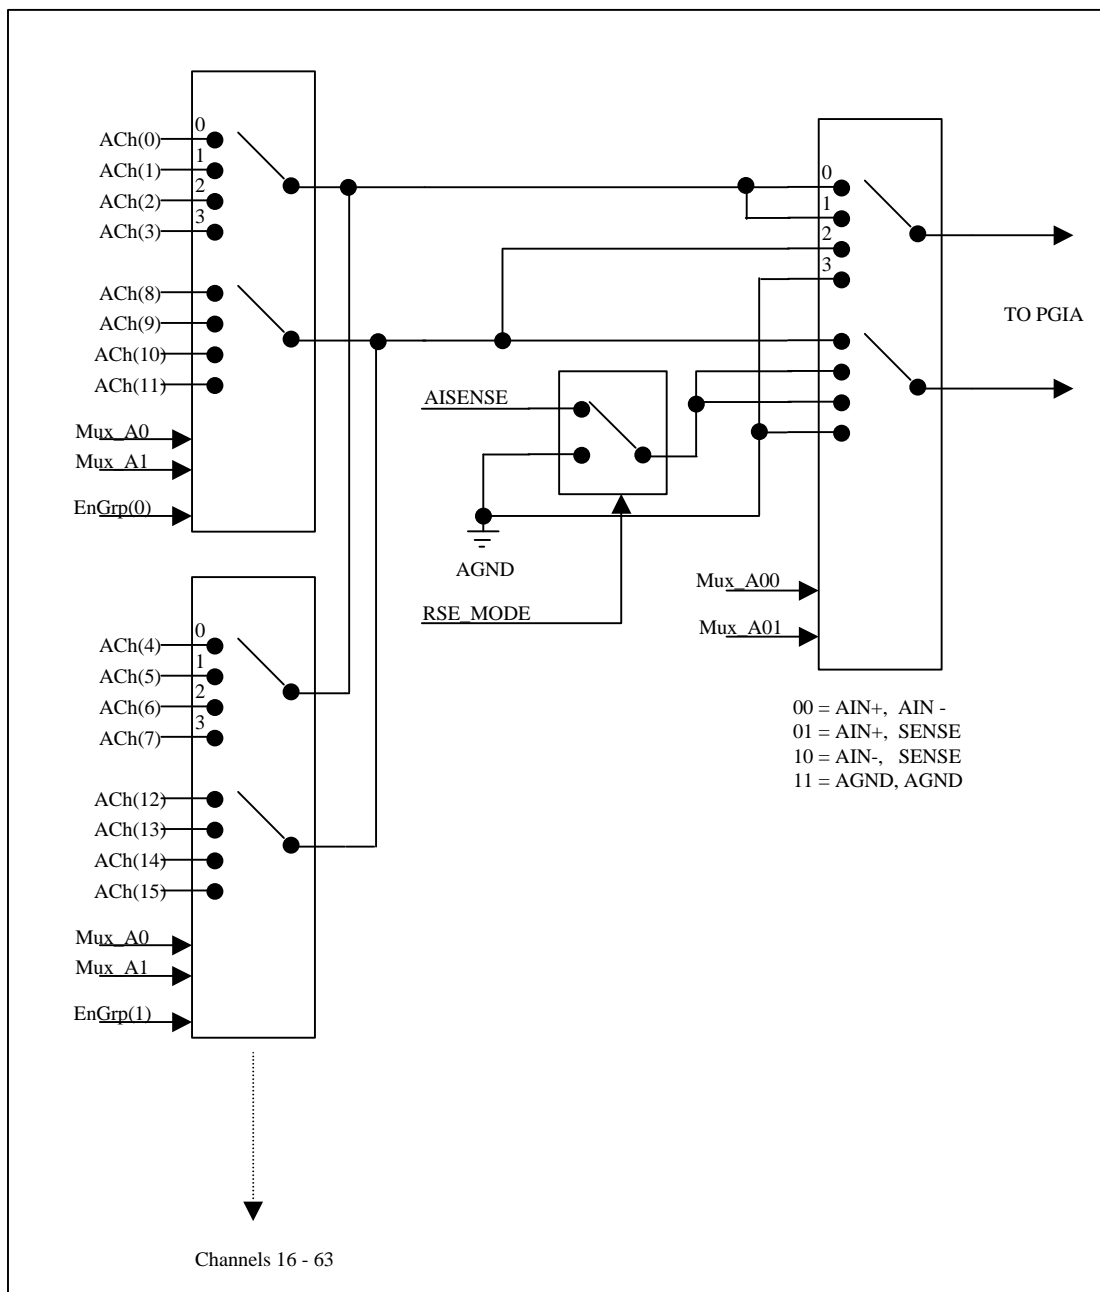 0
ACh(0)
1
ACh(1)
2
ACh(2)
3
ACh(3)
ACh(8)
ACh(9)
ACh(10)
ACh(11)
Mux_A0
Mux_A1
EnGrp(0)
0
1
2
3
TO PGIA
AISENSE
AGND
RSE_MODE
Mux_A00
Mux_A01
00 = AIN+, AIN -
01 = AIN+, SENSE
10 = AIN-, SENSE
11 = AGND, AGND
0
ACh(4)
1
ACh(5)
2
ACh(6)
3
ACh(7)
ACh(12)
ACh(13)
ACh(14)
ACh(15)
Mux_A0
Mux_A1
EnGrp(1)
Channels 16 - 63